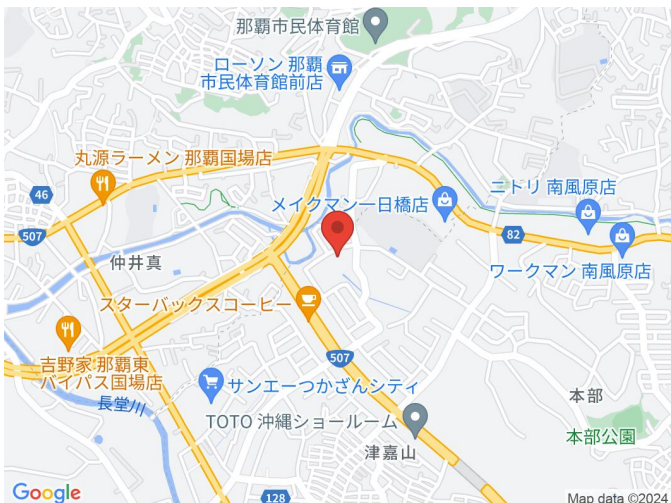 那覇市民体育館
ローソン 那覇
市民体育館前店
丸源ラーメン 那覇国場店
46
507
メイクマン一日橋店
ニトリ 南風原店
82
ワークマン 南風原店
仲井真
スターバックスコーヒー
507
吉野家 那覇東
バイパス国場店
サンエーつかざんシティ
長堂川
TOTO 沖縄ショールーム
津嘉山
本部
本部公園
128
Google
Map data ©2024